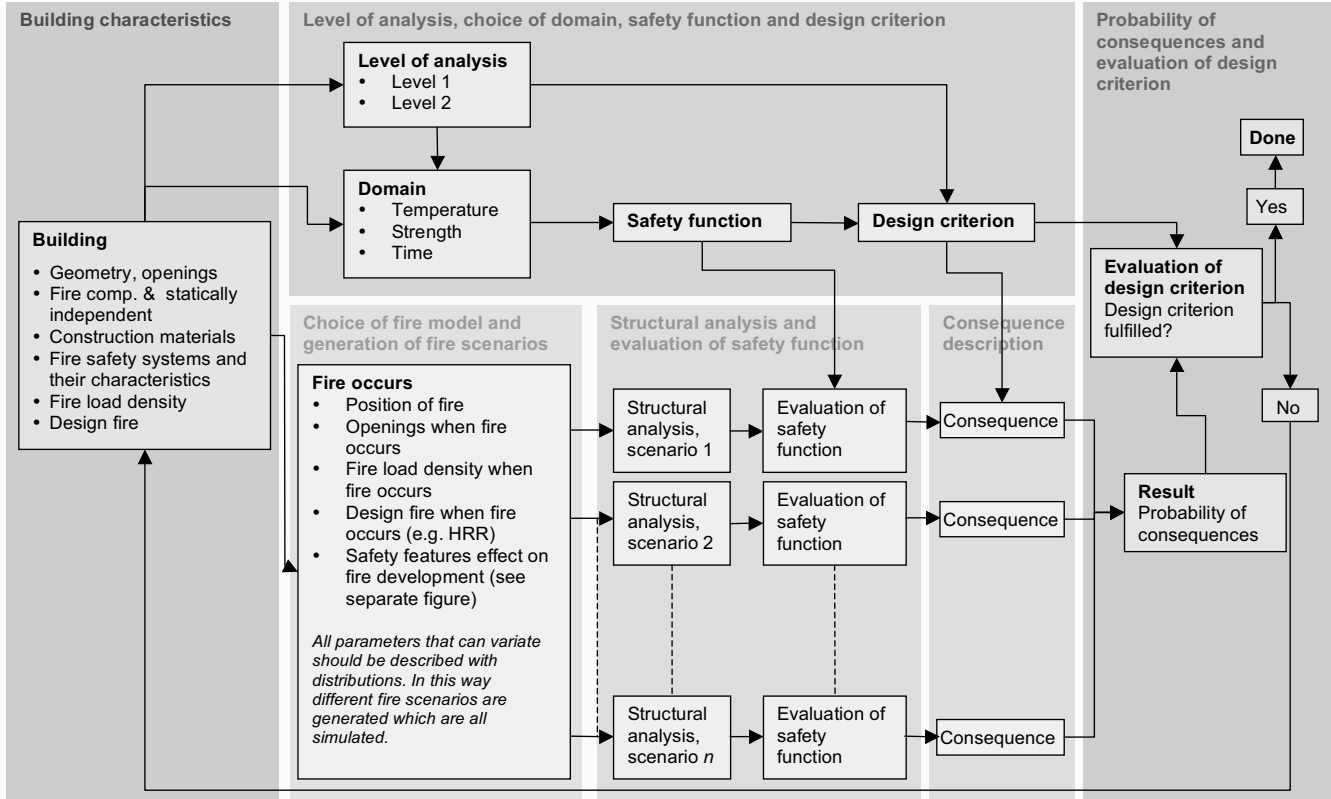 Building characteristics
Level of analysis, choice of domain, safety function and design criterion
Probability of
consequences and
evaluation of design
criterion
Level of analysis
• Level 1
• Level 2
Done
Domain
• Temperature
• Strength
• Time
Yes
Safety function
Design criterion
Building
• Geometry, openings
• Fire comp. & statically
independent
• Construction materials
• Fire safety systems and
their characteristics
• Fire load density
• Design fire
Evaluation of
design criterion
Design criterion
fulfilled?
No
Choice of fire model and
generation of fire scenarios
Structural analysis and
evaluation of safety function
Consequence
description
Fire occurs
• Position of fire
• Openings when fire
occurs
• Fire load density when
fire occurs
• Design fire when fire
occurs (e.g. HRR)
• Safety features effect on
fire development (see
separate figure)
All parameters that can variate
should be described with
distributions. In this way
different fire scenarios are
generated which are all
simulated.
Structural
analysis,
scenario 1
Evaluation of
safety
function
Consequence
Structural
analysis,
scenario 2
Evaluation of
safety
function
Consequence
Result
Probability of
consequences
Structural
analysis,
scenario n
Evaluation of
safety
function
Consequence